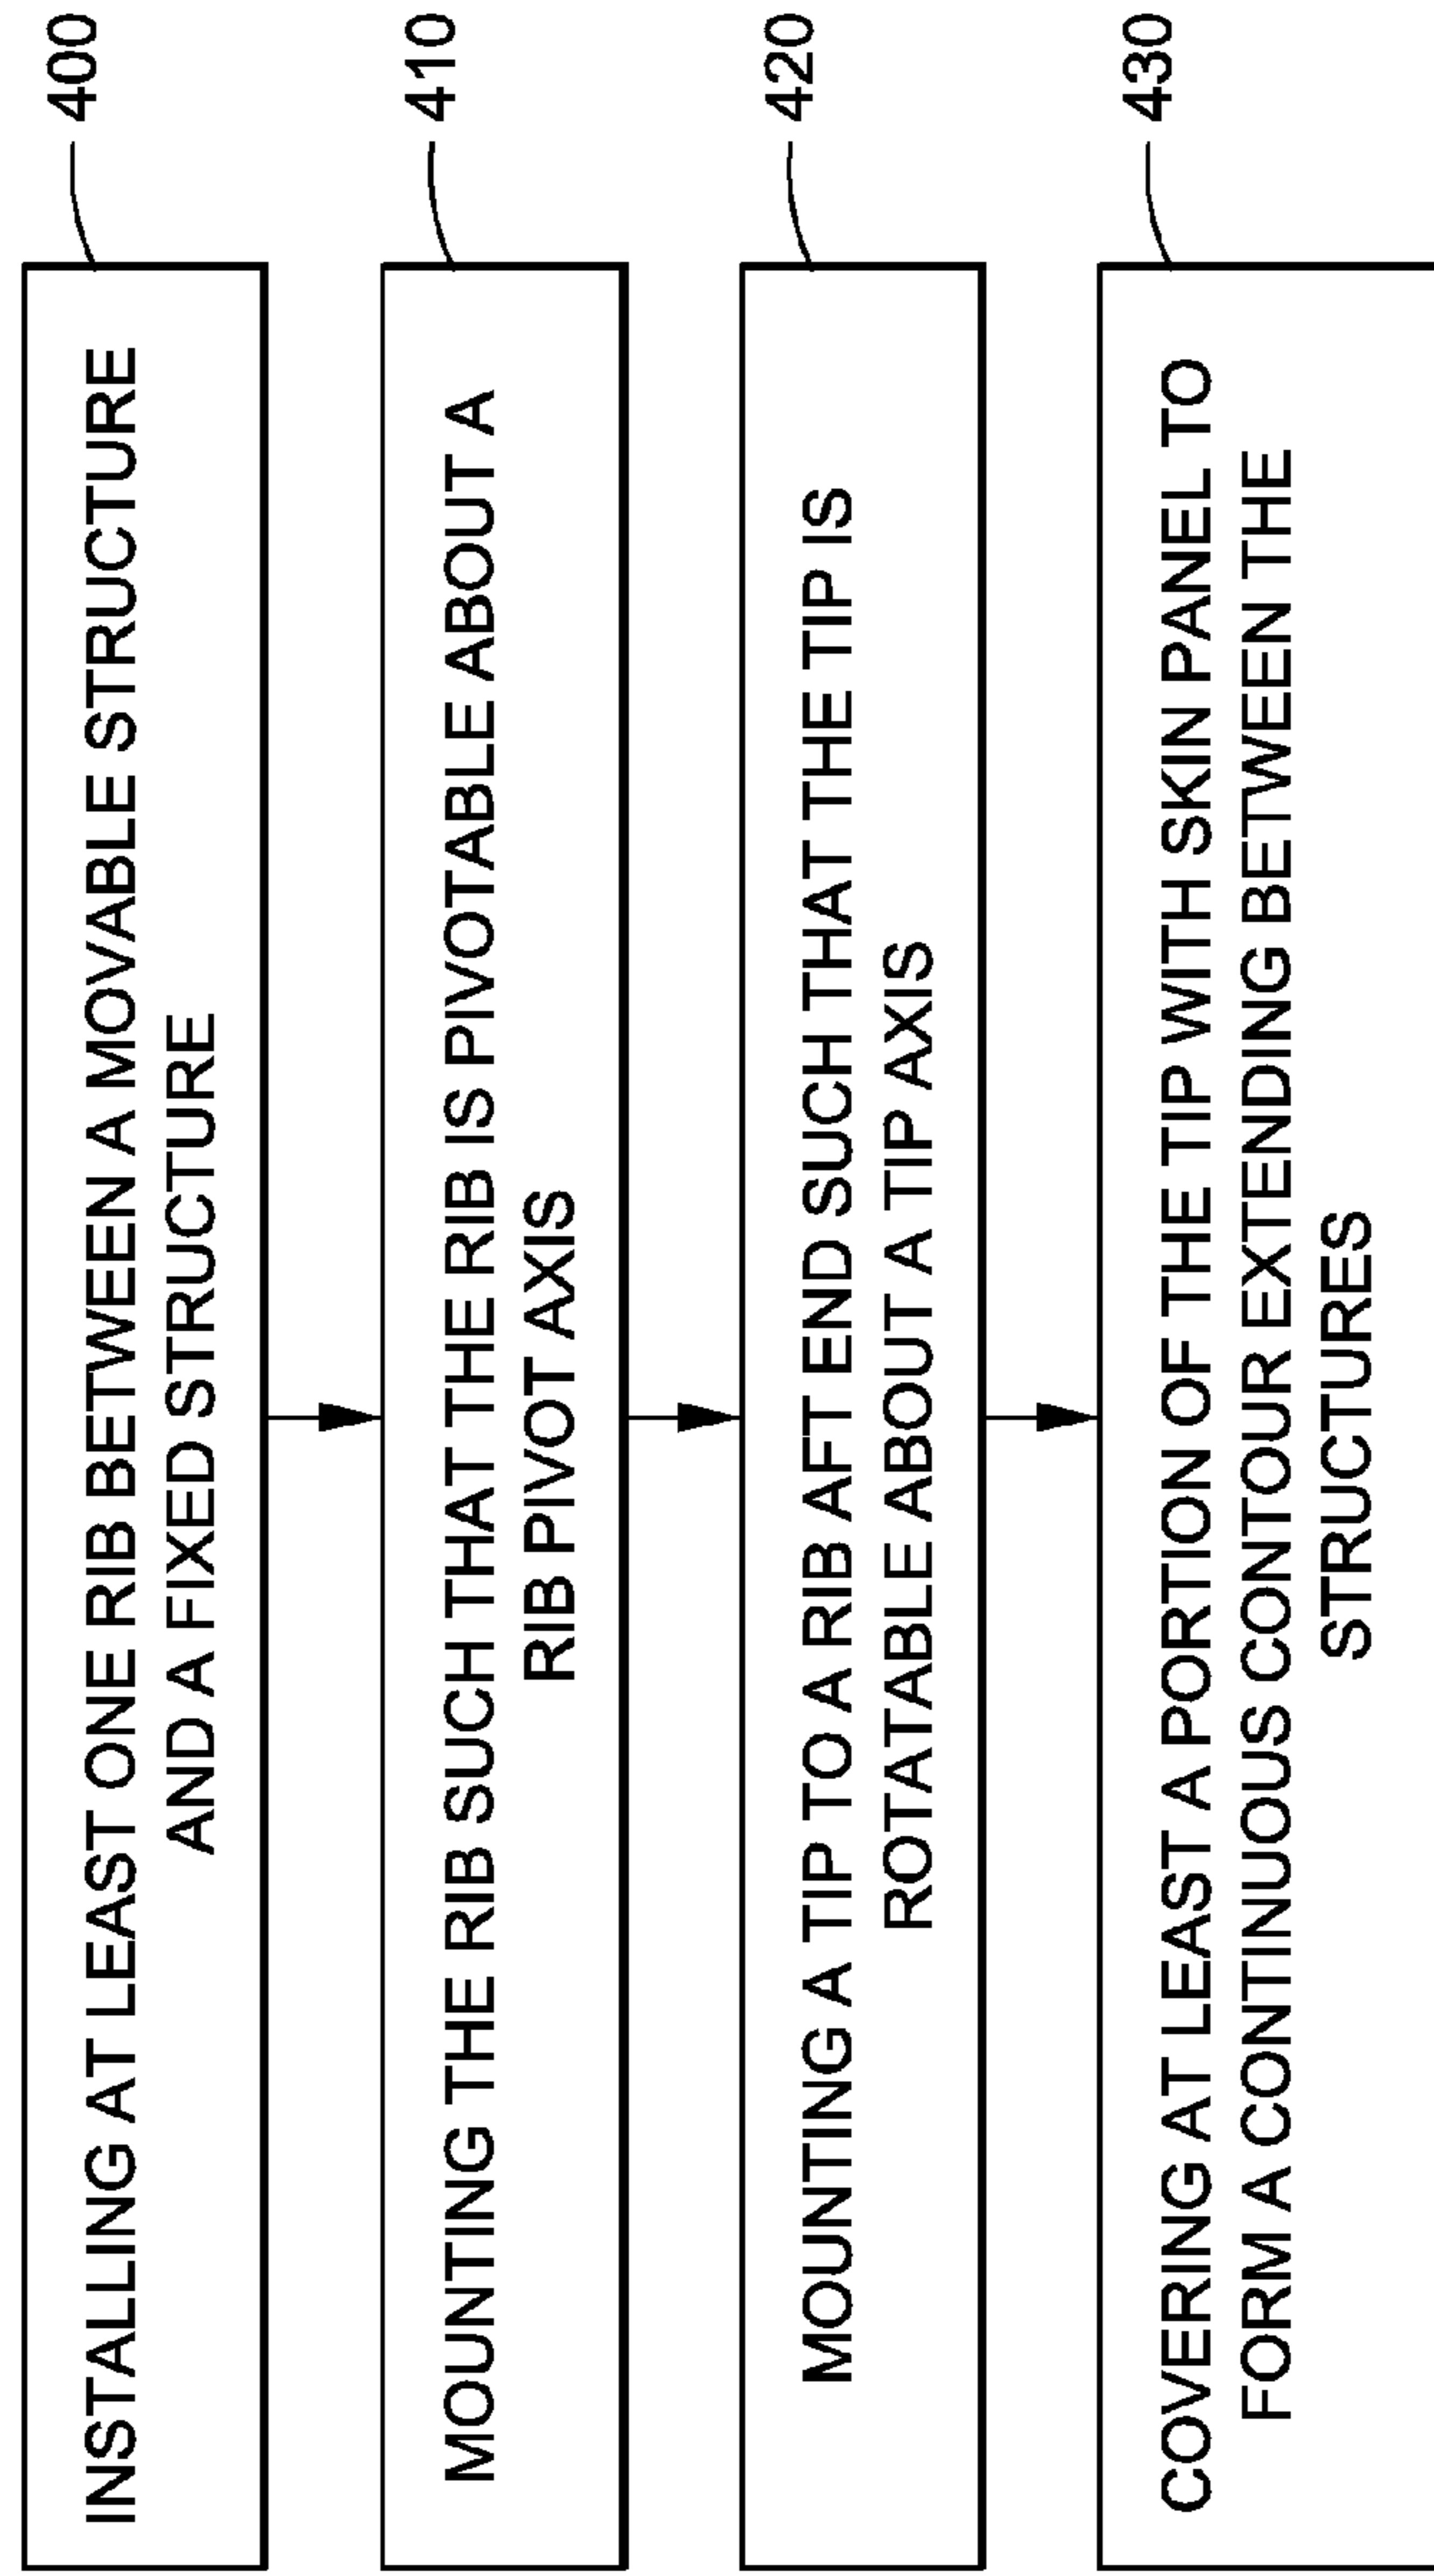 INSTALLING AT LEAST ONE RIB BETWEEN A MOVABLE STRUCTURE
AND A FIXED STRUCTURE
400
MOUNTING THE RIB SUCH THAT THE RIB IS PIVOTABLE ABOUT A
RIB PIVOT AXIS
410
MOUNTING A TIP TO A RIB AFT END SUCH THAT THE TIP IS
ROTATABLE ABOUT A TIP AXIS
420
COVERING AT LEAST A PORTION OF THE TIP WITH SKIN PANEL TO
FORM A CONTINUOUS CONTOUR EXTENDING BETWEEN THE
STRUCTURES
430